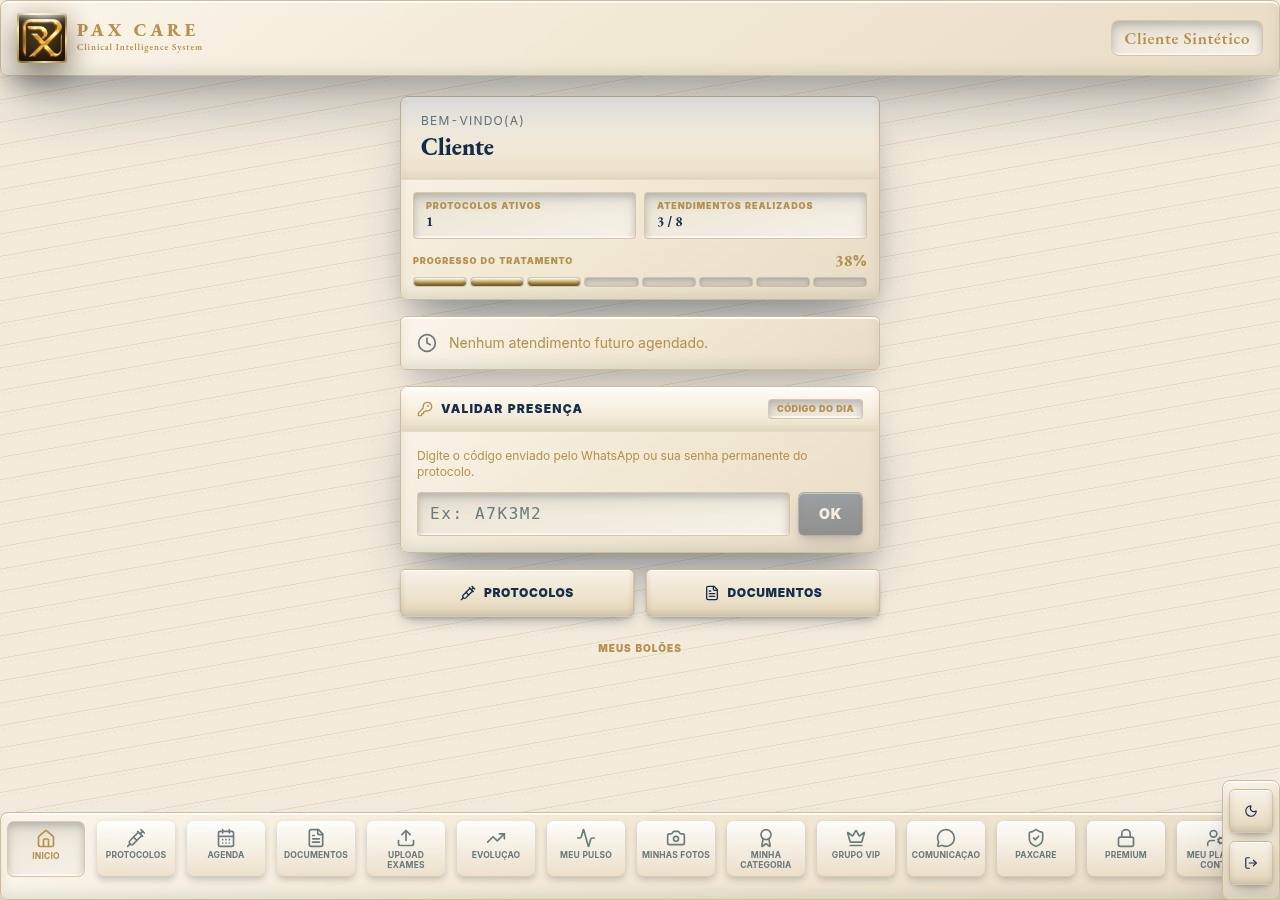 PAX CARE
Clinical Intelligence System
Cliente Sintético
BEM-VINDO(A)
Cliente
PROTOCOLOS ATIVOS
1
ATENDIMENTOS REALIZADOS
3 / 8
PROGRESSO DO TRATAMENTO
38%
Nenhum atendimento futuro agendado.
VALIDAR PRESENÇA
CÓDIGO DO DIA
Digite o código enviado pelo WhatsApp ou sua senha permanente do
protocolo.
Ex: A7K3M2
OK
PROTOCOLOS
DOCUMENTOS
MEUS BOLÕES
INICIO
PROTOCOLOS
AGENDA
DOCUMENTOS
UPLOAD
EXAMES
EVOLUÇAO
MEU PULSO
MINHAS FOTOS
MINHA
CATEGORIA
GRUPO VIP
COMUNICAÇAO
PAXCARE
PREMIUM
MEU